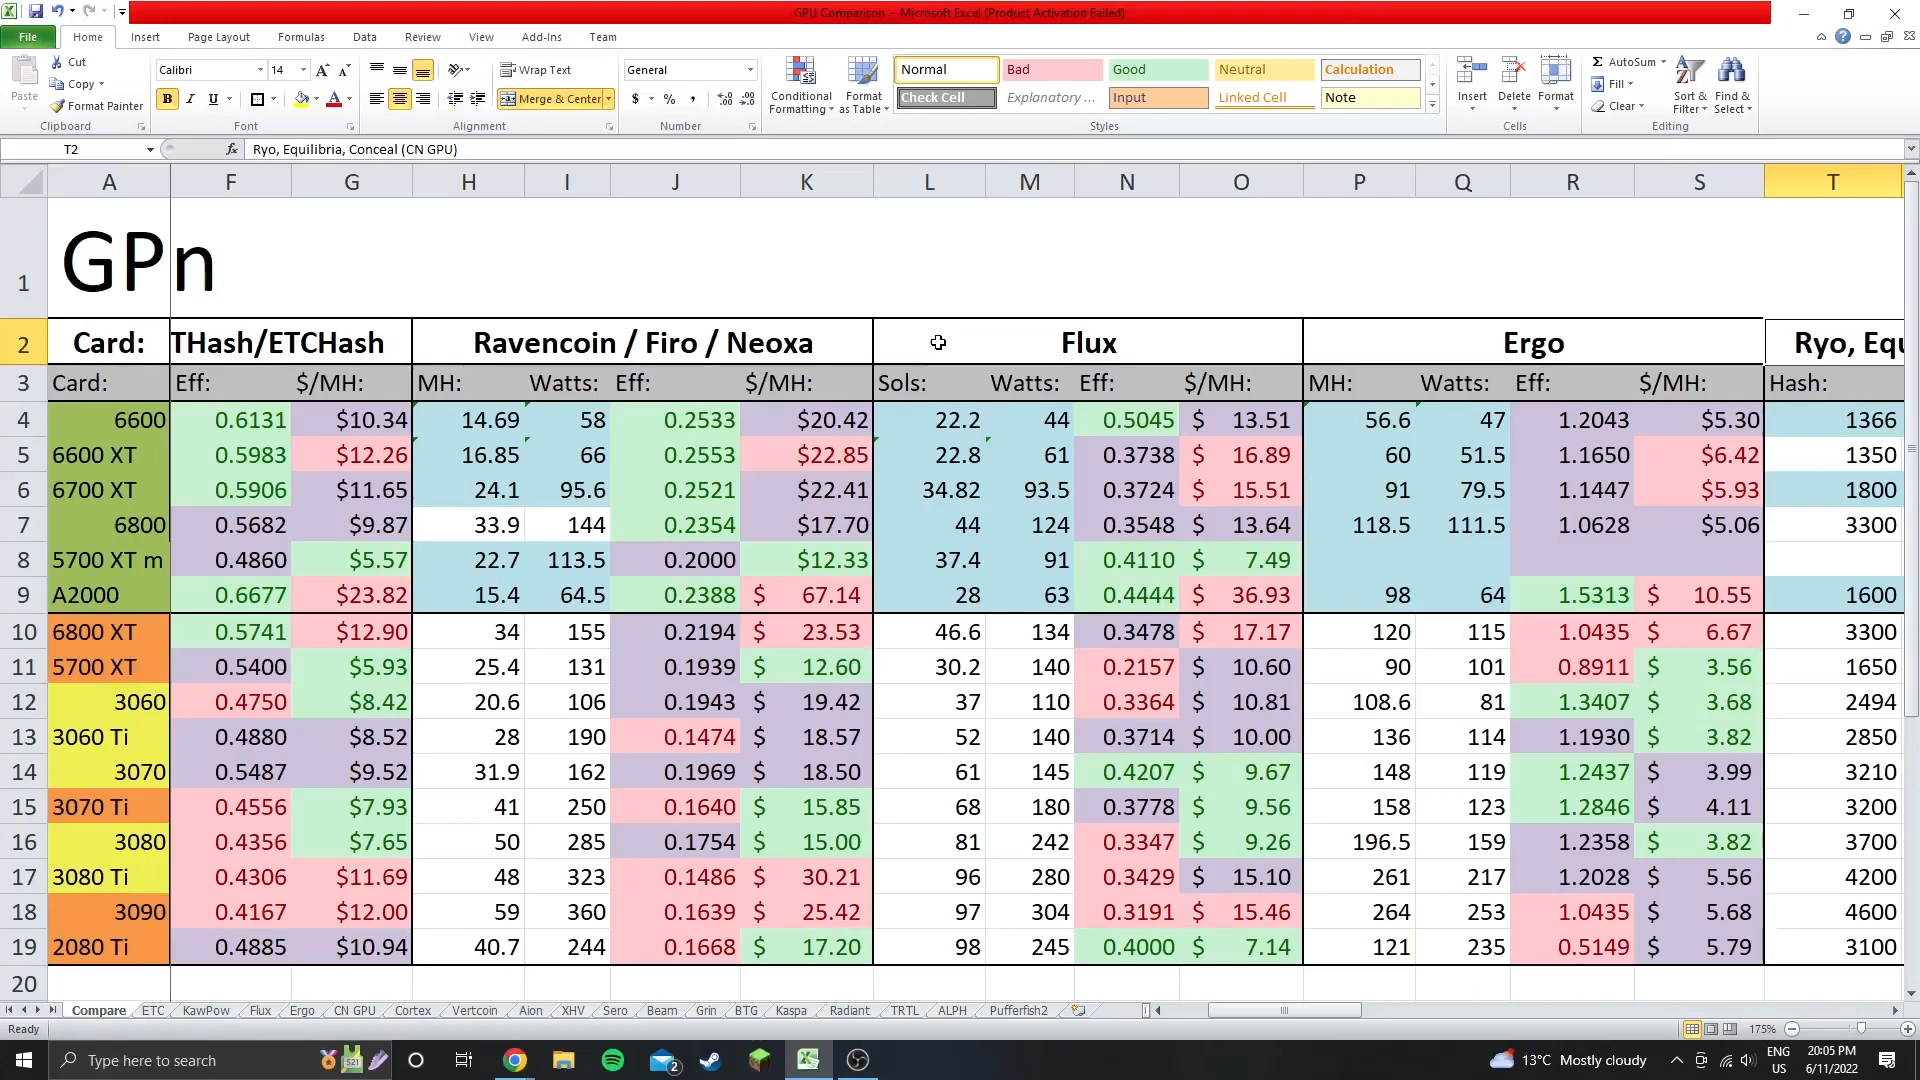 GPU Comparison - Microsoft Excel (Product Activation Failed)
File Home Insert Page Layout Formulas Data Review View Add-Ins Team
Paste Cut Copy Format Painter Clipboard
Calibri 14 B I U Font
Wrap Text Merge & Center Alignment
General $ % , Number
Conditional Formatting Format as Table
Normal Bad Good Neutral Calculation
Check Cell Explanatory ... Input Linked Cell Note
Styles
Insert Delete Format Cells
AutoSum Fill Clear Sort & Filter Find & Select Editing
T2 fx Ryo, Equilibria, Conceal (CN GPU)
A F G H I J K L M N O P Q R S T
1 GPn
2 Card: THash/ETCHash Ravencoin / Firo / Neoxa Flux Ergo Ryo, Equ
3 Card: Eff: $/MH: MH: Watts: Eff: $/MH: Sols: Watts: Eff: $/MH: MH: Watts: Eff: $/MH: Hash:
4 6600 0.6131 $10.34 14.69 58 0.2533 $20.42 22.2 44 0.5045 $ 13.51 56.6 47 1.2043 $5.30 1366
5 6600 XT 0.5983 $12.26 16.85 66 0.2553 $22.85 22.8 61 0.3738 $ 16.89 60 51.5 1.1650 $6.42 1350
6 6700 XT 0.5906 $11.65 24.1 95.6 0.2521 $22.41 34.82 93.5 0.3724 $ 15.51 91 79.5 1.1447 $5.93 1800
7 6800 0.5682 $9.87 33.9 144 0.2354 $17.70 44 124 0.3548 $ 13.64 118.5 111.5 1.0628 $5.06 3300
8 5700 XT m 0.4860 $5.57 22.7 113.5 0.2000 $12.33 37.4 91 0.4110 $ 7.49
9 A2000 0.6677 $23.82 15.4 64.5 0.2388 $ 67.14 28 63 0.4444 $ 36.93 98 64 1.5313 $ 10.55 1600
10 6800 XT 0.5741 $12.90 34 155 0.2194 $ 23.53 46.6 134 0.3478 $ 17.17 120 115 1.0435 $ 6.67 3300
11 5700 XT 0.5400 $5.93 25.4 131 0.1939 $ 12.60 30.2 140 0.2157 $ 10.60 90 101 0.8911 $ 3.56 1650
12 3060 0.4750 $8.42 20.6 106 0.1943 $ 19.42 37 110 0.3364 $ 10.81 108.6 81 1.3407 $ 3.68 2494
13 3060 Ti 0.4880 $8.52 28 190 0.1474 $ 18.57 52 140 0.3714 $ 10.00 136 114 1.1930 $ 3.82 2850
14 3070 0.5487 $9.52 31.9 162 0.1969 $ 18.50 61 145 0.4207 $ 9.67 148 119 1.2437 $ 3.99 3210
15 3070 Ti 0.4556 $7.93 41 250 0.1640 $ 15.85 68 180 0.3778 $ 9.56 158 123 1.2846 $ 4.11 3200
16 3080 0.4356 $7.65 50 285 0.1754 $ 15.00 81 242 0.3347 $ 9.26 196.5 159 1.2358 $ 3.82 3700
17 3080 Ti 0.4306 $11.69 48 323 0.1486 $ 30.21 96 280 0.3429 $ 15.10 261 217 1.2028 $ 5.56 4200
18 3090 0.4167 $12.00 59 360 0.1639 $ 25.42 97 304 0.3191 $ 15.46 264 253 1.0435 $ 5.68 4600
19 2080 Ti 0.4885 $10.94 40.7 244 0.1668 $ 17.20 98 245 0.4000 $ 7.14 121 235 0.5149 $ 5.79 3100
20
Compare ETC KawPow Flux Ergo CN GPU Cortex Vertcoin Aion XHV Sero Beam Grin BTG Kaspa Radiant TRTL ALPH Pufferfish2
Ready 175%
Type here to search 2 13°C Mostly cloudy ENG US 20:05 PM 6/11/2022